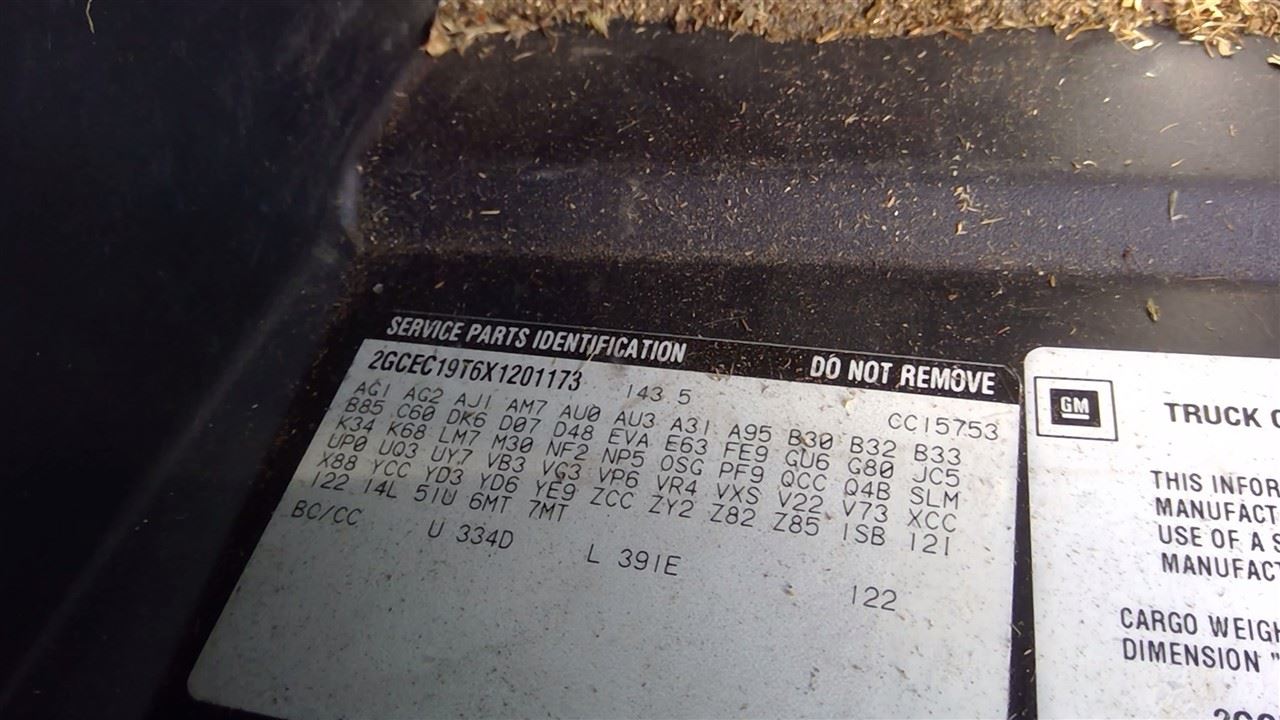 SERVICE PARTS IDENTIFICATION DO NOT REMOVE
2GCEC19T6X1201173 143.5 CC15753
AG1 AG2 AJ1 AM7 AU0 AU3 A31 A95 B30 B32 B33
B85 C60 DK6 D07 D48 EVA E63 FE9 GU6 G80 JC5
K34 K68 LM7 M30 NF2 NP5 OSG PF9 QCC Q4B SLM
UP0 UQ3 UY7 VB3 VG3 VP6 VR4 VXS V22 V73 XCC
X88 YCC YD3 YD6 YE9 ZCC ZY2 Z82 Z85 1SB 121
122 14L 51U 6MT 7MT
BC/CC U 334D L 391E 122
GM TRUCK
THIS INFOR
MANUFACT
USE OF A S
MANUFACT
CARGO WEIGH
DIMENSION "